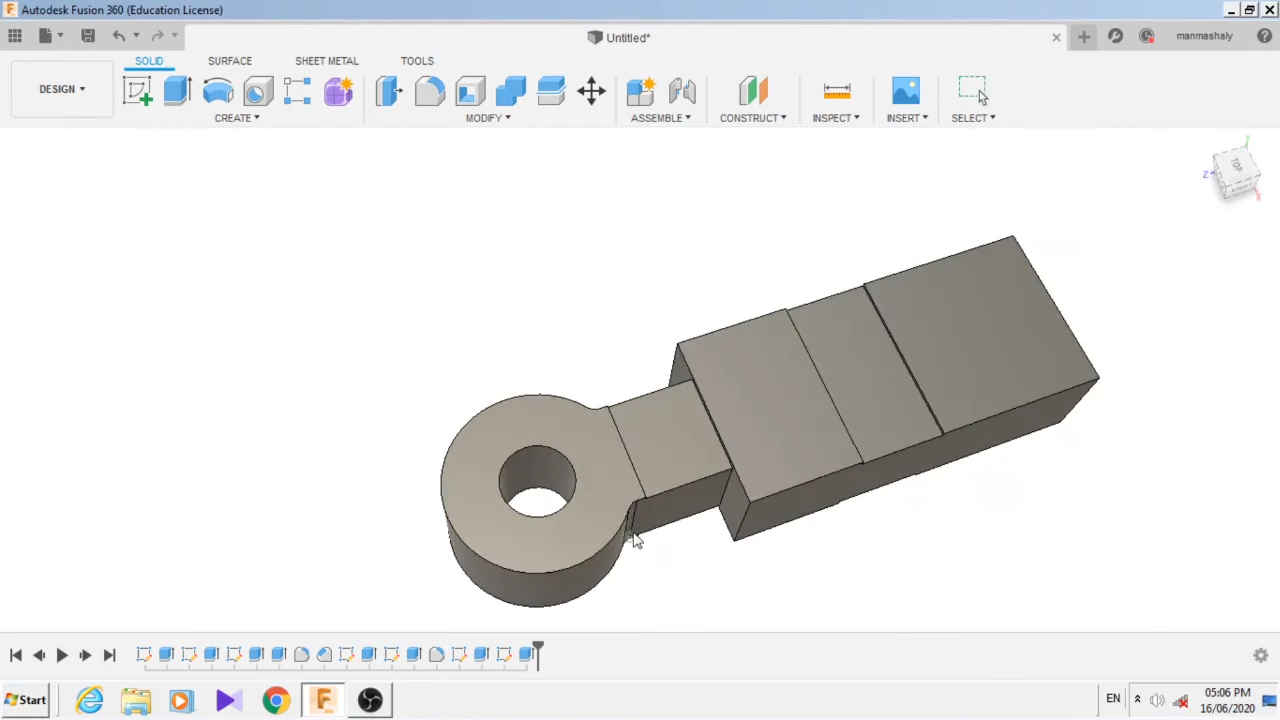 Autodesk Fusion 360 (Education License)
Untitled*
manmashaly
DESIGN
SOLID SURFACE SHEET METAL TOOLS
CREATE MODIFY ASSEMBLE CONSTRUCT INSPECT INSERT SELECT
Y
Z
TOP
X
Start
EN
05:06 PM
16/06/2020